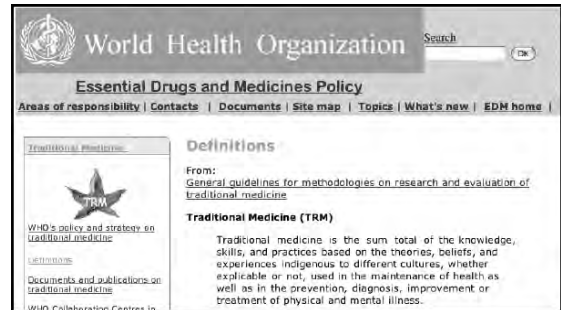 World Health Organization
Search
OK
Essential Drugs and Medicines Policy
Areas of responsibility | Contacts | Documents | Site map | Topics | What's new | EDM home |
Traditional Medicine
TRM
WHO's policy and strategy on
traditional medicine
Definitions
Documents and publications on
traditional medicine
WHO Collaborating Centres in
Definitions
From:
General guidelines for methodologies on research and evaluation of
traditional medicine
Traditional Medicine (TRM)
Traditional medicine is the sum total of the knowledge,
skills, and practices based on the theories, beliefs, and
experiences indigenous to different cultures, whether
explicable or not, used in the maintenance of health as
well as in the prevention, diagnosis, improvement or
treatment of physical and mental illness.